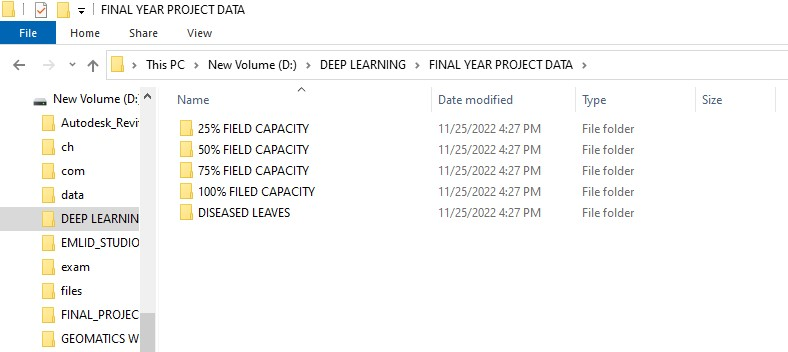 FINAL YEAR PROJECT DATA
File Home Share View
This PC New Volume (D:) DEEP LEARNING FINAL YEAR PROJECT DATA
New Volume (D:
Autodesk_Revi
ch
com
data
DEEP LEARNIN
EMLID_STUDIO
exam
files
FINAL_PROJEC
GEOMATICS W
Name Date modified Type Size
25% FIELD CAPACITY 11/25/2022 4:27 PM File folder
50% FIELD CAPACITY 11/25/2022 4:27 PM File folder
75% FIELD CAPACITY 11/25/2022 4:27 PM File folder
100% FILED CAPACITY 11/25/2022 4:27 PM File folder
DISEASED LEAVES 11/25/2022 4:27 PM File folder